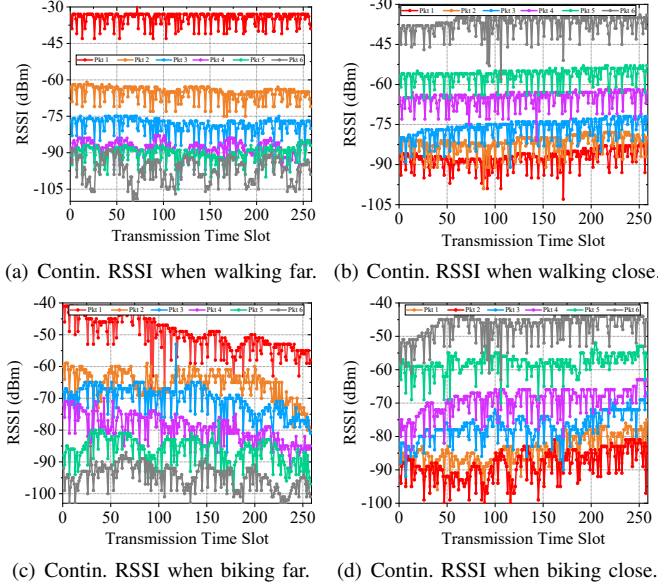 -30
-45
-60
-75
-90
-105
RSSI (dBm)
Pkt 1 Pkt 2 Pkt 3 Pkt 4 Pkt 5 Pkt 6
0 50 100 150 200 250
Transmission Time Slot
(a) Contin. RSSI when walking far.
-30
-45
-60
-75
-90
-105
RSSI (dBm)
Pkt 1 Pkt 2 Pkt 3 Pkt 4 Pkt 5 Pkt 6
0 50 100 150 200 250
Transmission Time Slot
(b) Contin. RSSI when walking close.
-40
-50
-60
-70
-80
-90
-100
RSSI (dBm)
Pkt 1 Pkt 2 Pkt 3 Pkt 4 Pkt 5 Pkt 6
0 50 100 150 200 250
Transmission Time Slot
(c) Contin. RSSI when biking far.
-40
-50
-60
-70
-80
-90
-100
RSSI (dBm)
Pkt 1 Pkt 2 Pkt 3 Pkt 4 Pkt 5 Pkt 6
0 50 100 150 200 250
Transmission Time Slot
(d) Contin. RSSI when biking close.